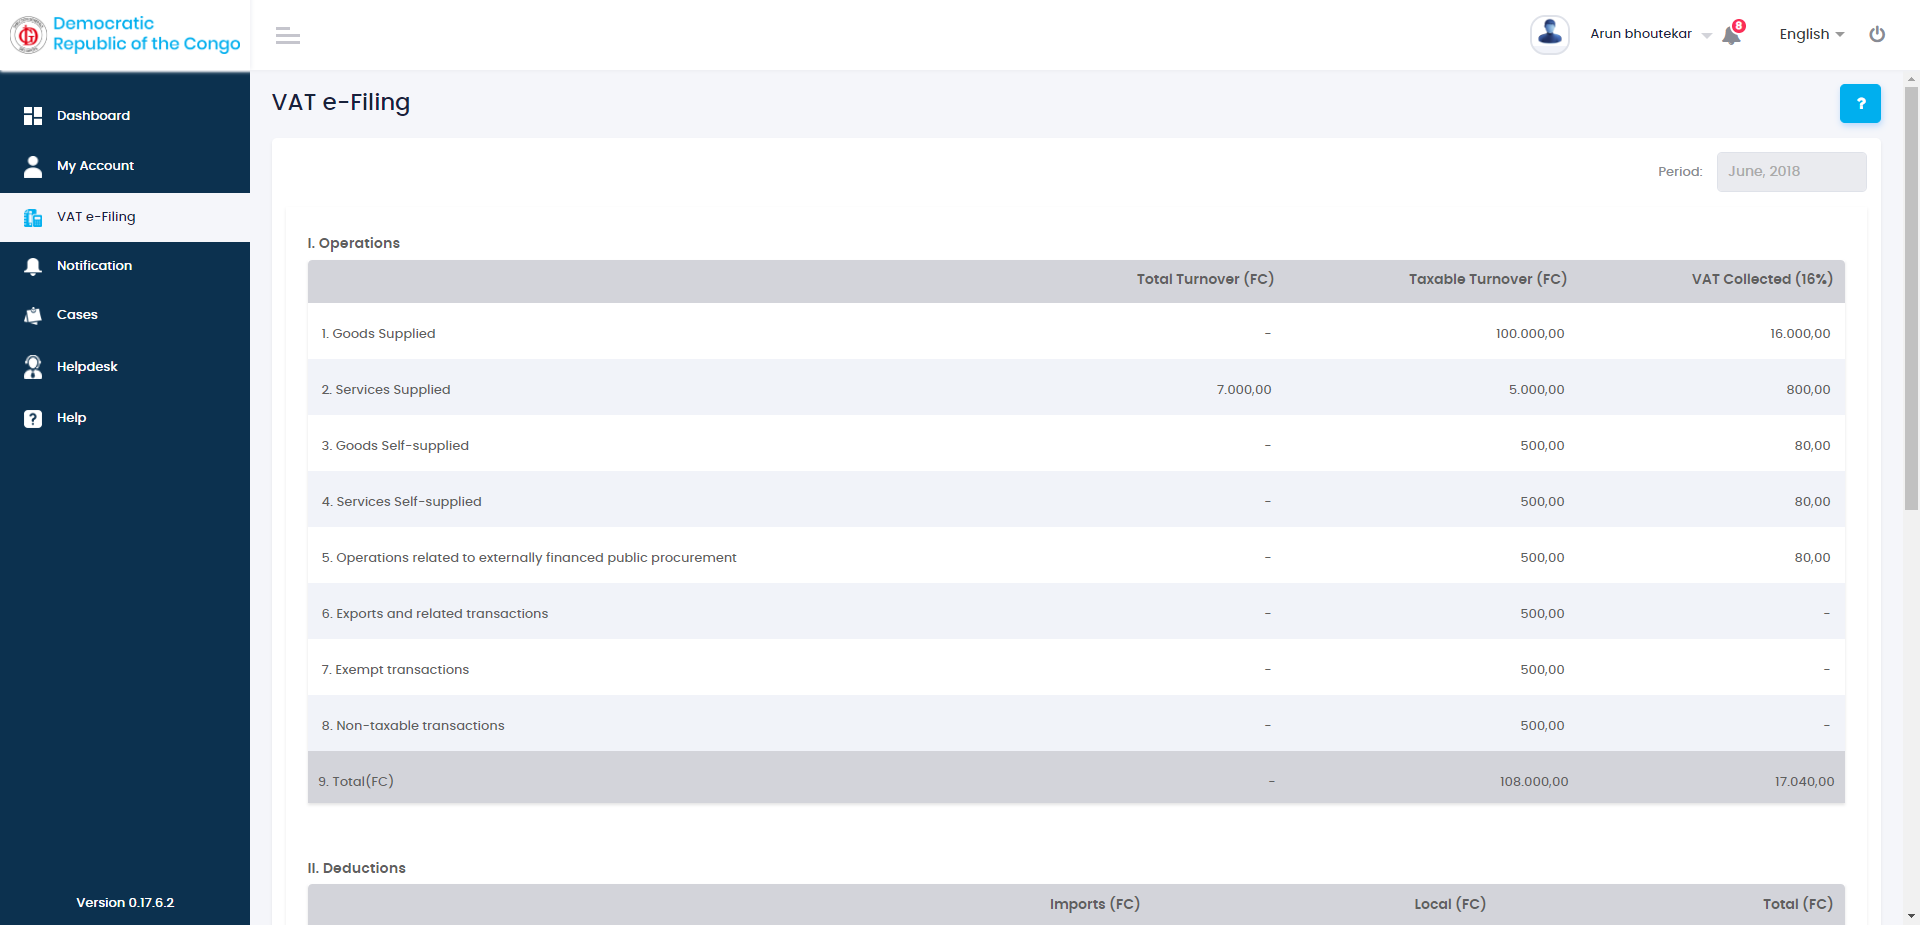 Democratic
Republic of the Congo
Arun bhoutekar
8
English
Dashboard
My Account
VAT e-Filing
Notification
Cases
Helpdesk
? Help
Version 0.17.6.2
VAT e-Filing
?
Period: June, 2018
I. Operations
Total Turnover (FC) Taxable Turnover (FC) VAT Collected (16%)
1. Goods Supplied - 100.000,00 16.000,00
2. Services Supplied 7.000,00 5.000,00 800,00
3. Goods Self-supplied - 500,00 80,00
4. Services Self-supplied - 500,00 80,00
5. Operations related to externally financed public procurement - 500,00 80,00
6. Exports and related transactions - 500,00 -
7. Exempt transactions - 500,00 -
8. Non-taxable transactions - 500,00 -
9. Total(FC) - 108.000,00 17.040,00
II. Deductions
Imports (FC) Local (FC) Total (FC)